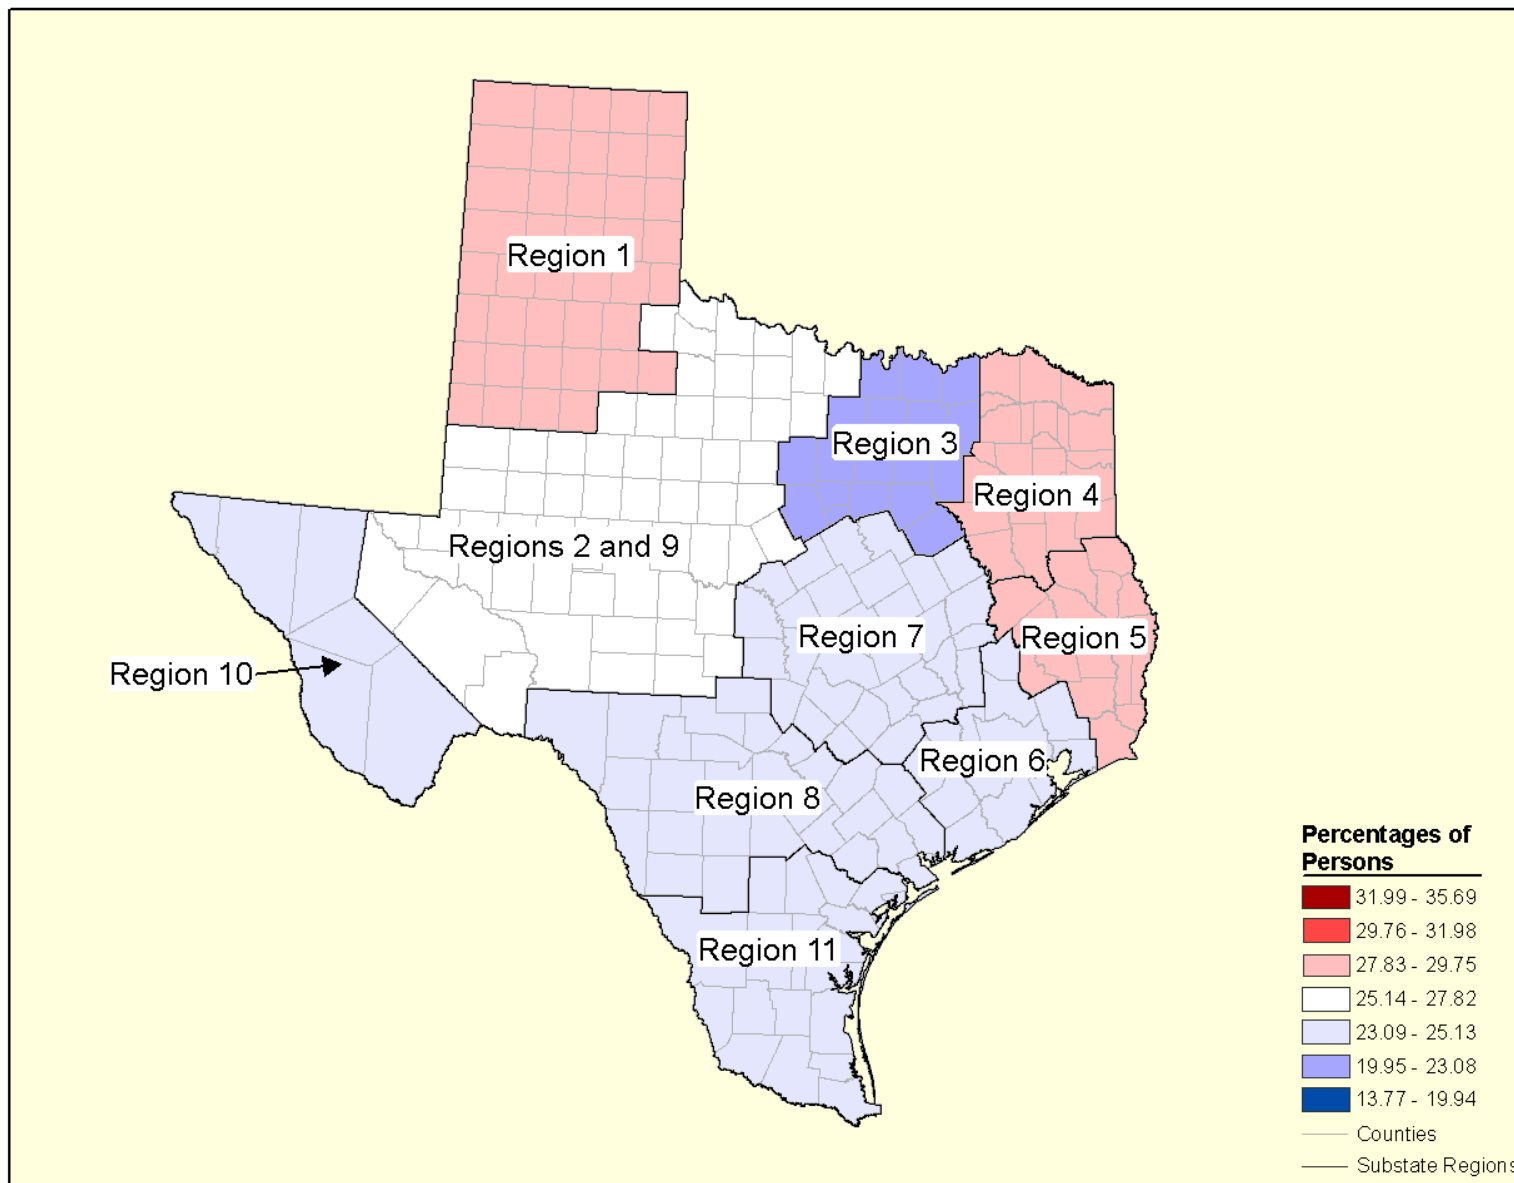 Region 1
Region 3
Region 4
Regions 2 and 9
Region 7
Region 5
Region 10
Region 6
Region 8
Region 11
Percentages of
Persons
31.99 - 35.69
29.76 - 31.98
27.83 - 29.75
25.14 - 27.82
23.09 - 25.13
19.95 - 23.08
13.77 - 19.94
Counties
Substate Regions